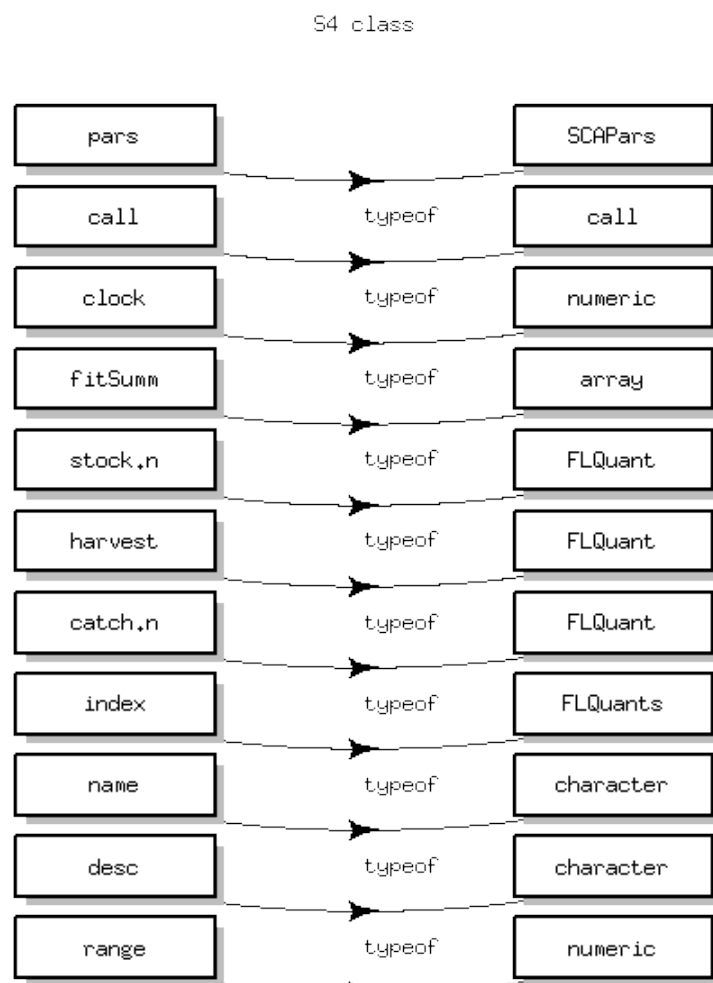 S4 class
pars SCAPars
call typeof call
clock typeof numeric
fitSumm typeof array
stock.n typeof FLQuant
harvest typeof FLQuant
catch.n typeof FLQuant
index typeof FLQuants
name typeof character
desc typeof character
range typeof numeric